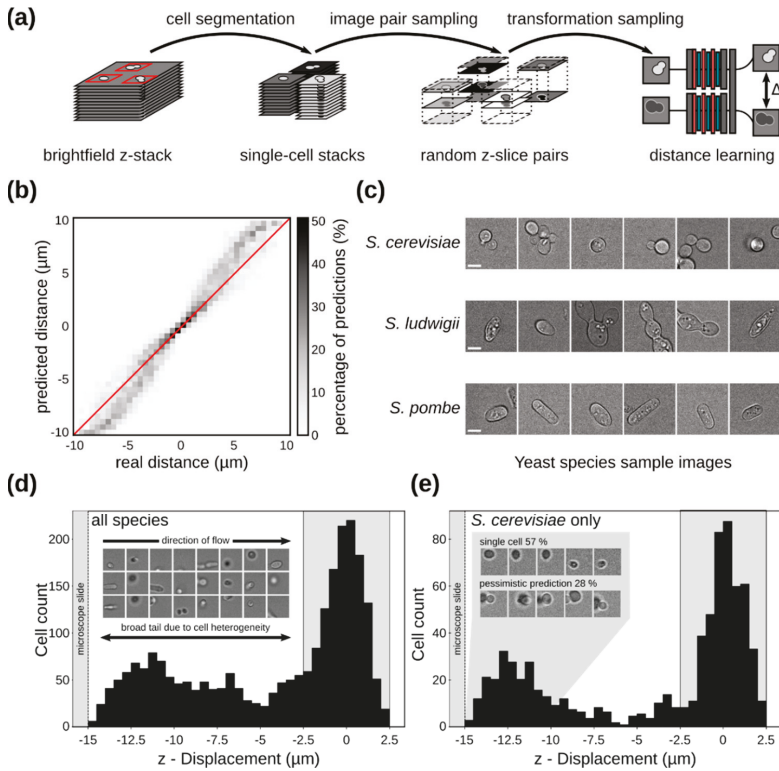 (a)
cell segmentation image pair sampling transformation sampling
Δ
brightfield z-stack single-cell stacks random z-slice pairs distance learning
(b)
10
5
0
-5
-10
predicted distance (µm)
-10 -5 0 5 10
real distance (µm)
50
40
30
20
10
0
percentage of predictions (%)
(c)
S. cerevisiae
S. ludwigii
S. pombe
Yeast species sample images
(d)
all species
direction of flow
broad tail due to cell heterogeneity
microscope slide
200
150
100
50
0
Cell count
-15 -12.5 -10 -7.5 -5 -2.5 0 2.5
z - Displacement (µm)
(e)
S. cerevisiae only
single cell 57 %
pessimistic prediction 28 %
microscope slide
80
60
40
20
0
Cell count
-15 -12.5 -10 -7.5 -5 -2.5 0 2.5
z - Displacement (µm)